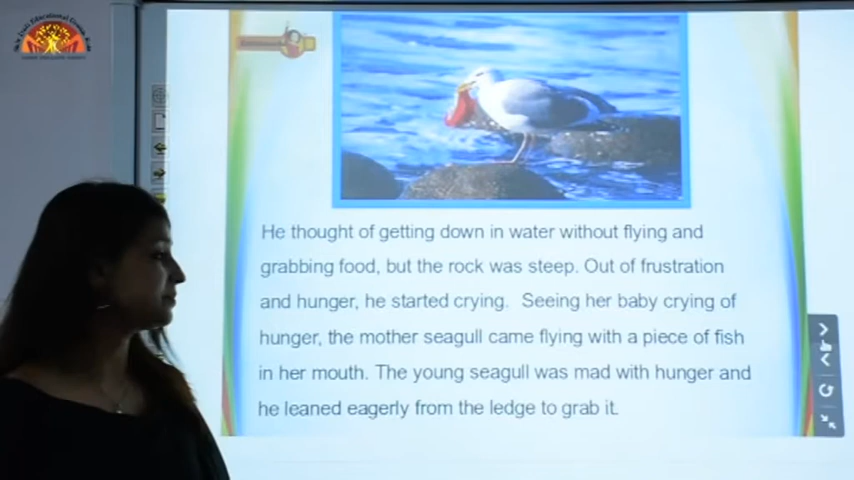 He thought of getting down in water without flying and
grabbing food, but the rock was steep. Out of frustration
and hunger, he started crying. Seeing her baby crying of
hunger, the mother seagull came flying with a piece of fish
in her mouth. The young seagull was mad with hunger and
he leaned eagerly from the ledge to grab it.